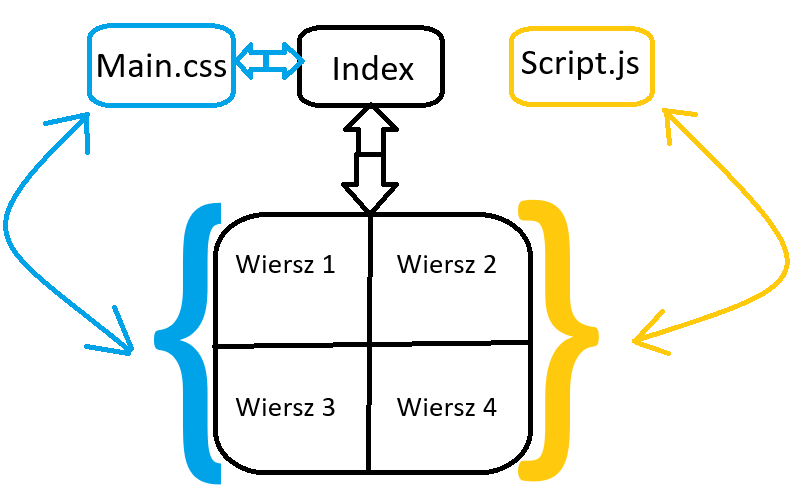 Main.css
Index
Script.js
Wiersz 1
Wiersz 2
Wiersz 3
Wiersz 4